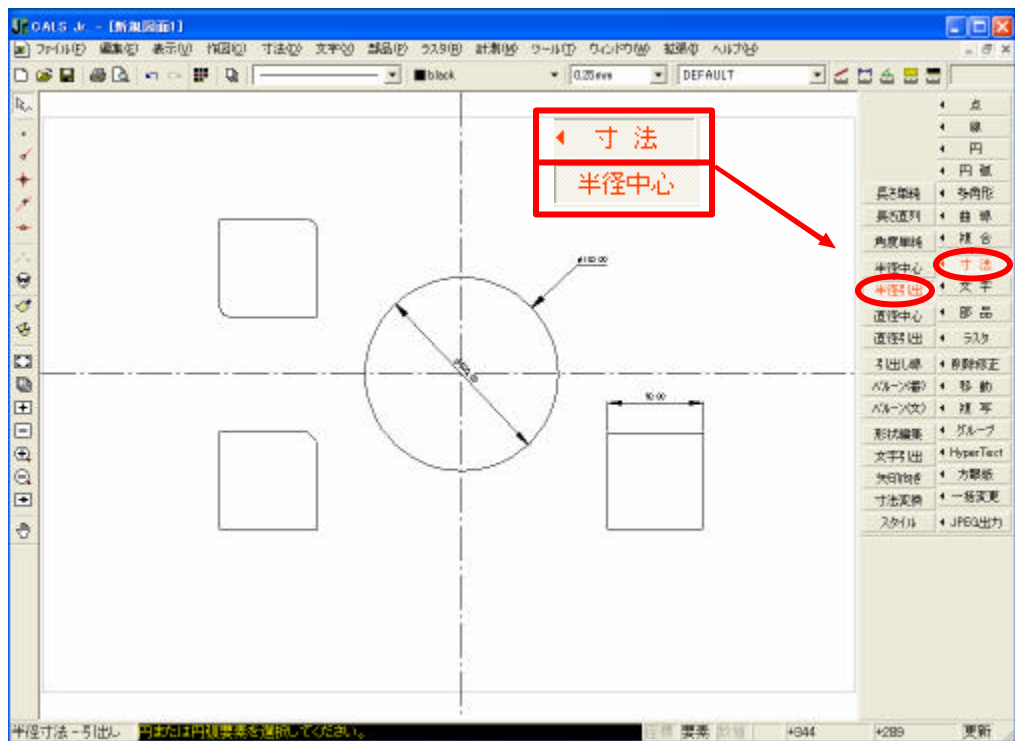 CALS Jr. - [新規図面1]
ファイル(F) 編集(E) 表示(V) 作図(C) 寸法(D) 文字(X) 部品(P) ラスタ(R) 計測(M) ツール(T) ウィンドウ(W) 拡張(I) ヘルプ(H)
black 0.25mm DEFAULT
寸 法
半径中心
点
線
円
円 弧
長さ単純 多角形
長さ直列 曲 線
角度単純 複 合
半径中心 寸 法
半径引出 文 字
直径中心 部 品
直径引出 ラスタ
引出し線 削除修正
バルーン(番) 移 動
バルーン(文) 複 写
形状編集 グループ
文字引出 HyperText
矢印向き 方眼紙
寸法変換 一括変更
スタイル JPEG出力
50.00
半径寸法-引出し 円または円弧要素を選択してください。 要素 +344 +289 更新